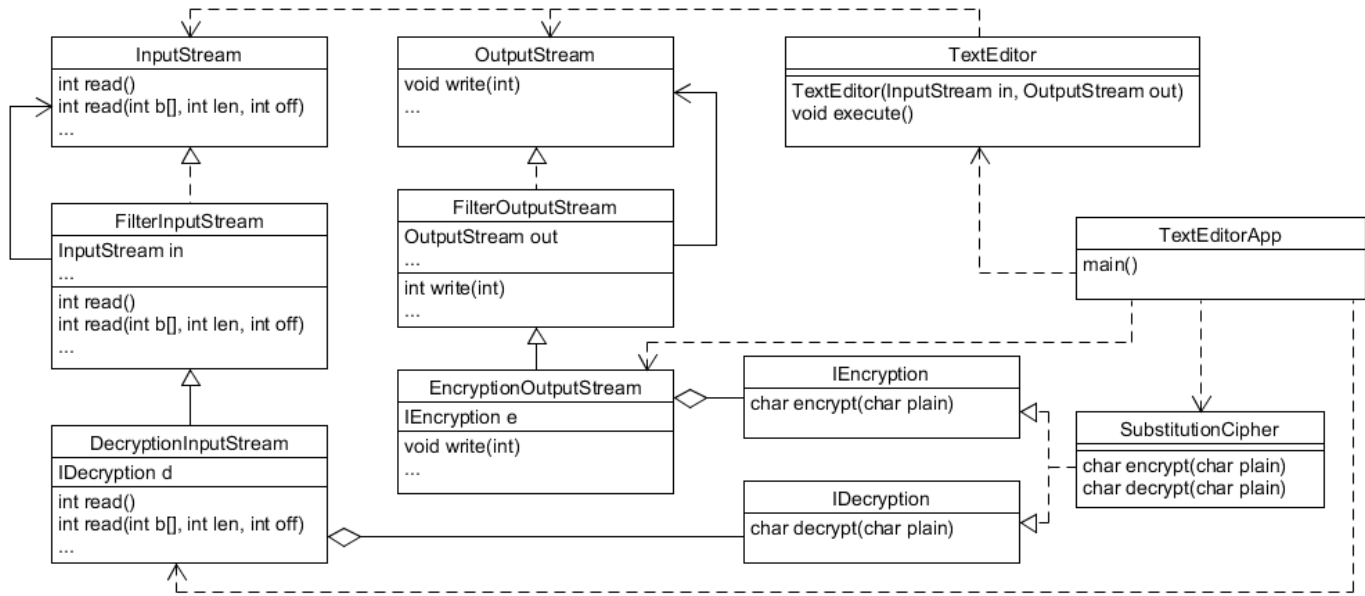 InputStream
int read()
int read(int b[], int len, int off)
...
OutputStream
void write(int)
...
TextEditor
TextEditor(InputStream in, OutputStream out)
void execute()
FilterInputStream
InputStream in
...
int read()
int read(int b[], int len, int off)
...
FilterOutputStream
OutputStream out
...
int write(int)
...
TextEditorApp
main()
DecryptionInputStream
IDecryption d
int read()
int read(int b[], int len, int off)
...
EncryptionOutputStream
IEncryption e
void write(int)
...
IEncryption
char encrypt(char plain)
IDecryption
char decrypt(char plain)
SubstitutionCipher
char encrypt(char plain)
char decrypt(char plain)